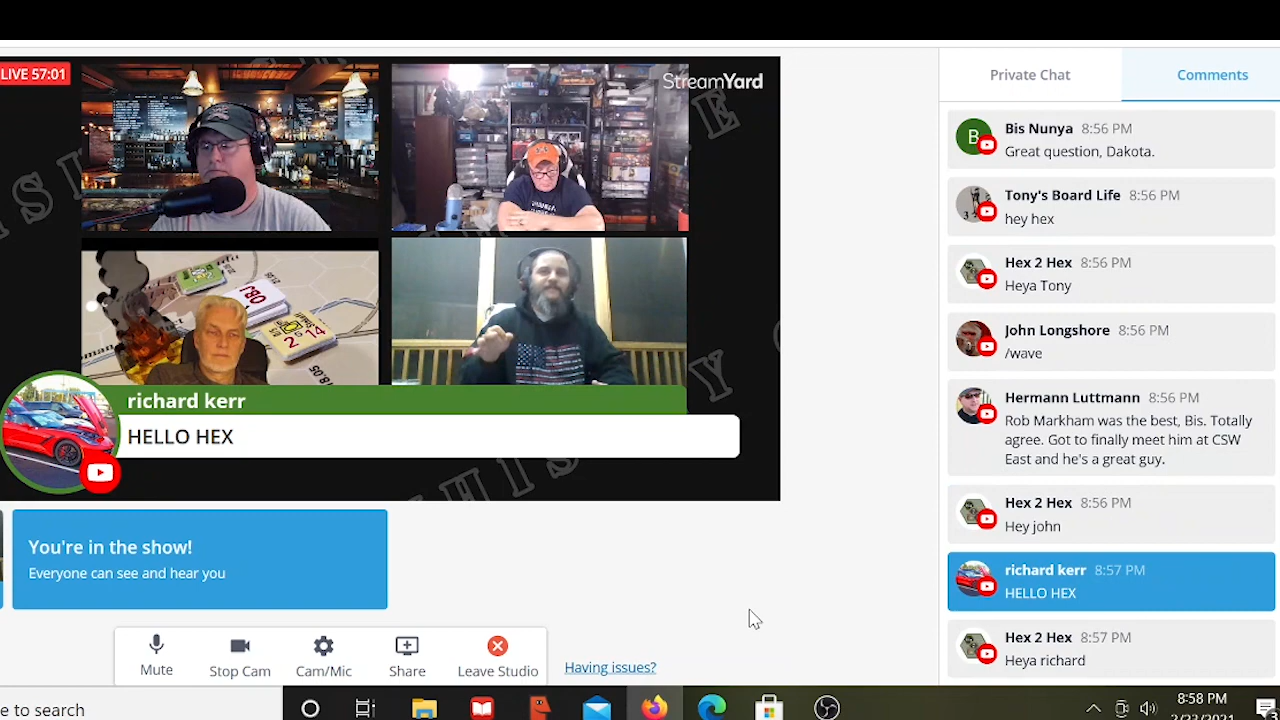 LIVE 57:01
StreamYard
richard kerr
HELLO HEX
You're in the show!
Everyone can see and hear you
Mute
Stop Cam
Cam/Mic
Share
Leave Studio
Having issues?
Private Chat
Comments
B
Bis Nunya 8:56 PM
Great question, Dakota.
Tony's Board Life 8:56 PM
hey hex
Hex 2 Hex 8:56 PM
Heya Tony
John Longshore 8:56 PM
/wave
Hermann Luttmann 8:56 PM
Rob Markham was the best, Bis. Totally
agree. Got to finally meet him at CSW
East and he's a great guy.
Hex 2 Hex 8:56 PM
Hey john
richard kerr 8:57 PM
HELLO HEX
Hex 2 Hex 8:57 PM
Heya richard
e to search
8:58 PM